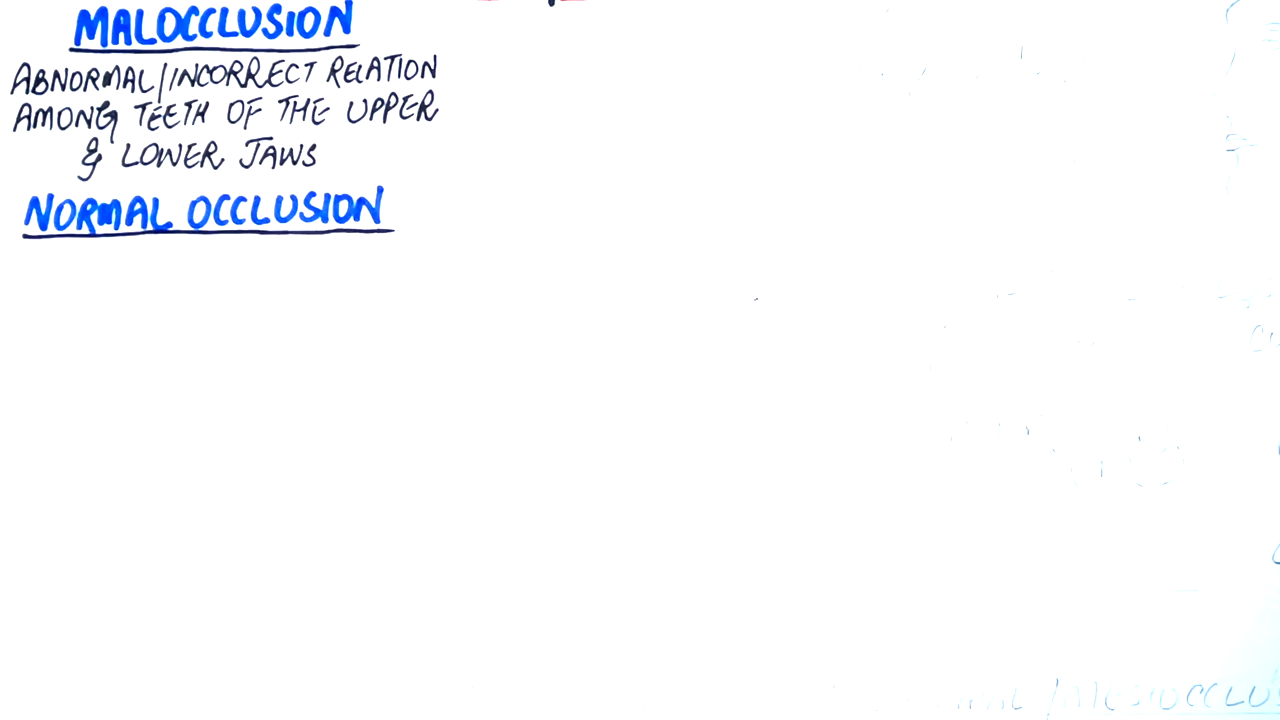 MALOCCLUSION
ABNORMAL/INCORRECT RELATION
AMONG TEETH OF THE UPPER
& LOWER JAWS
NORMAL OCCLUSION